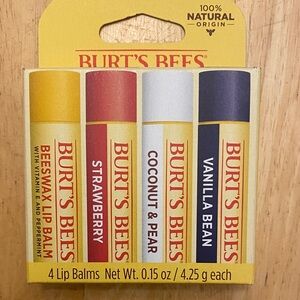 100%
NATURAL
ORIGIN
BURT'S BEES
BEESWAX LIP BALM
WITH VITAMIN E AND PEPPERMINT
BURT'S BEES
STRAWBERRY
BURT'S BEES
COCONUT & PEAR
BURT'S BEES
VANILLA BEAN
BURT'S BEES
4 Lip Balms Net Wt. 0.15 oz / 4.25 g each